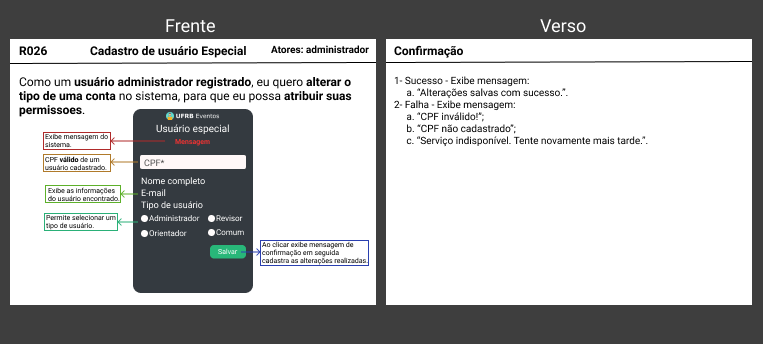 Frente
Verso
R026
Cadastro de usuário Especial
Atores: administrador
Como um usuário administrador registrado, eu quero alterar o
tipo de uma conta no sistema, para que eu possa atribuir suas
permissoes.
UFRB Eventos
Usuário especial
Exibe mensagem do
sistema.
Mensagem
CPF válido de um
usuário cadastrado.
CPF*
Nome completo
Exibe as informações
do usuário encontrado.
E-mail
Tipo de usuário
Permite selecionar um
tipo de usuário.
Administrador
Revisor
Orientador
Comum
Salvar
Ao clicar exibe mensagem de
confirmação em seguida
cadastra as alterações realizadas.
Confirmação
1- Sucesso - Exibe mensagem:
a. “Alterações salvas com sucesso.”.
2- Falha - Exibe mensagem:
a. “CPF inválido!”;
b. “CPF não cadastrado”;
c. “Serviço indisponível. Tente novamente mais tarde.”.